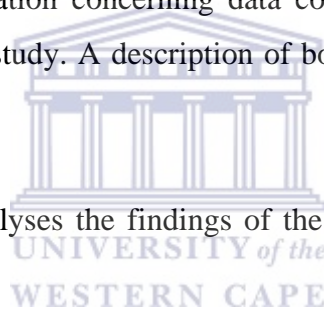 ation concerning data co
study. A description of bo
lyses the findings of the
UNIVERSITY of the
WESTERN CAPE